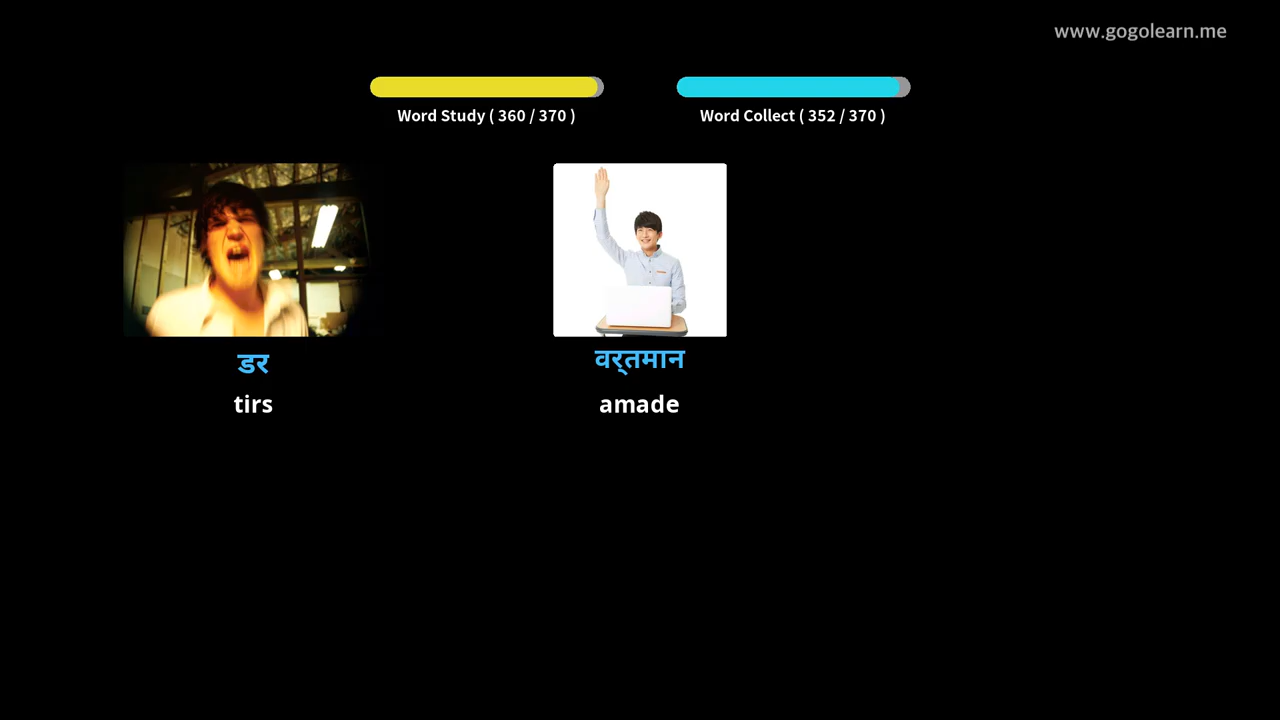 www.gogolearn.me
Word Study ( 360 / 370 )
Word Collect ( 352 / 370 )
डर
वर्तमान
tirs
amade